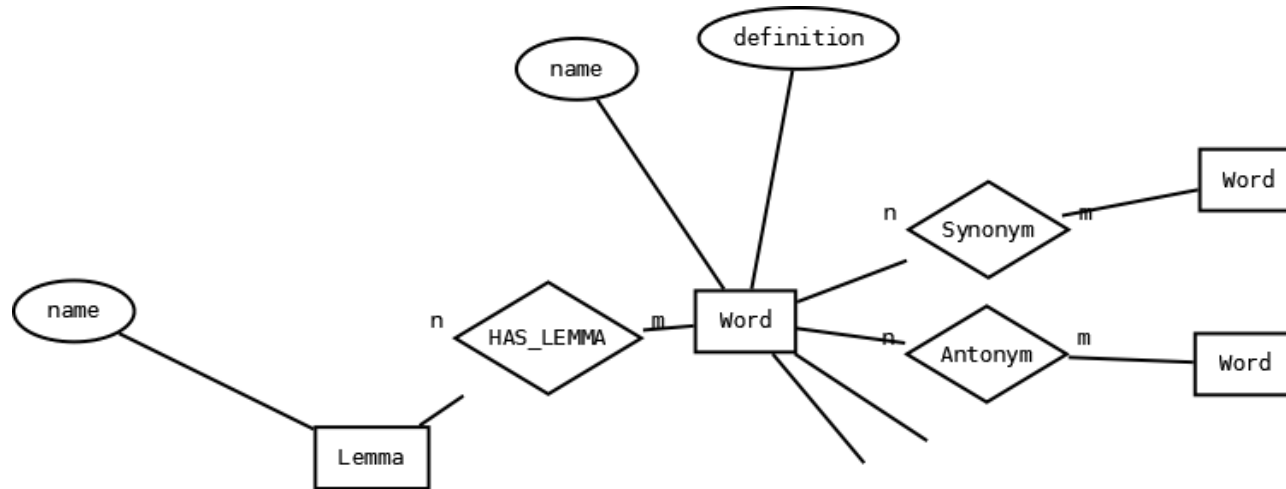 definition
name
Word
n
m
Synonym
name
n
HAS_LEMMA
m
Word
n
Antonym
m
Word
Lemma